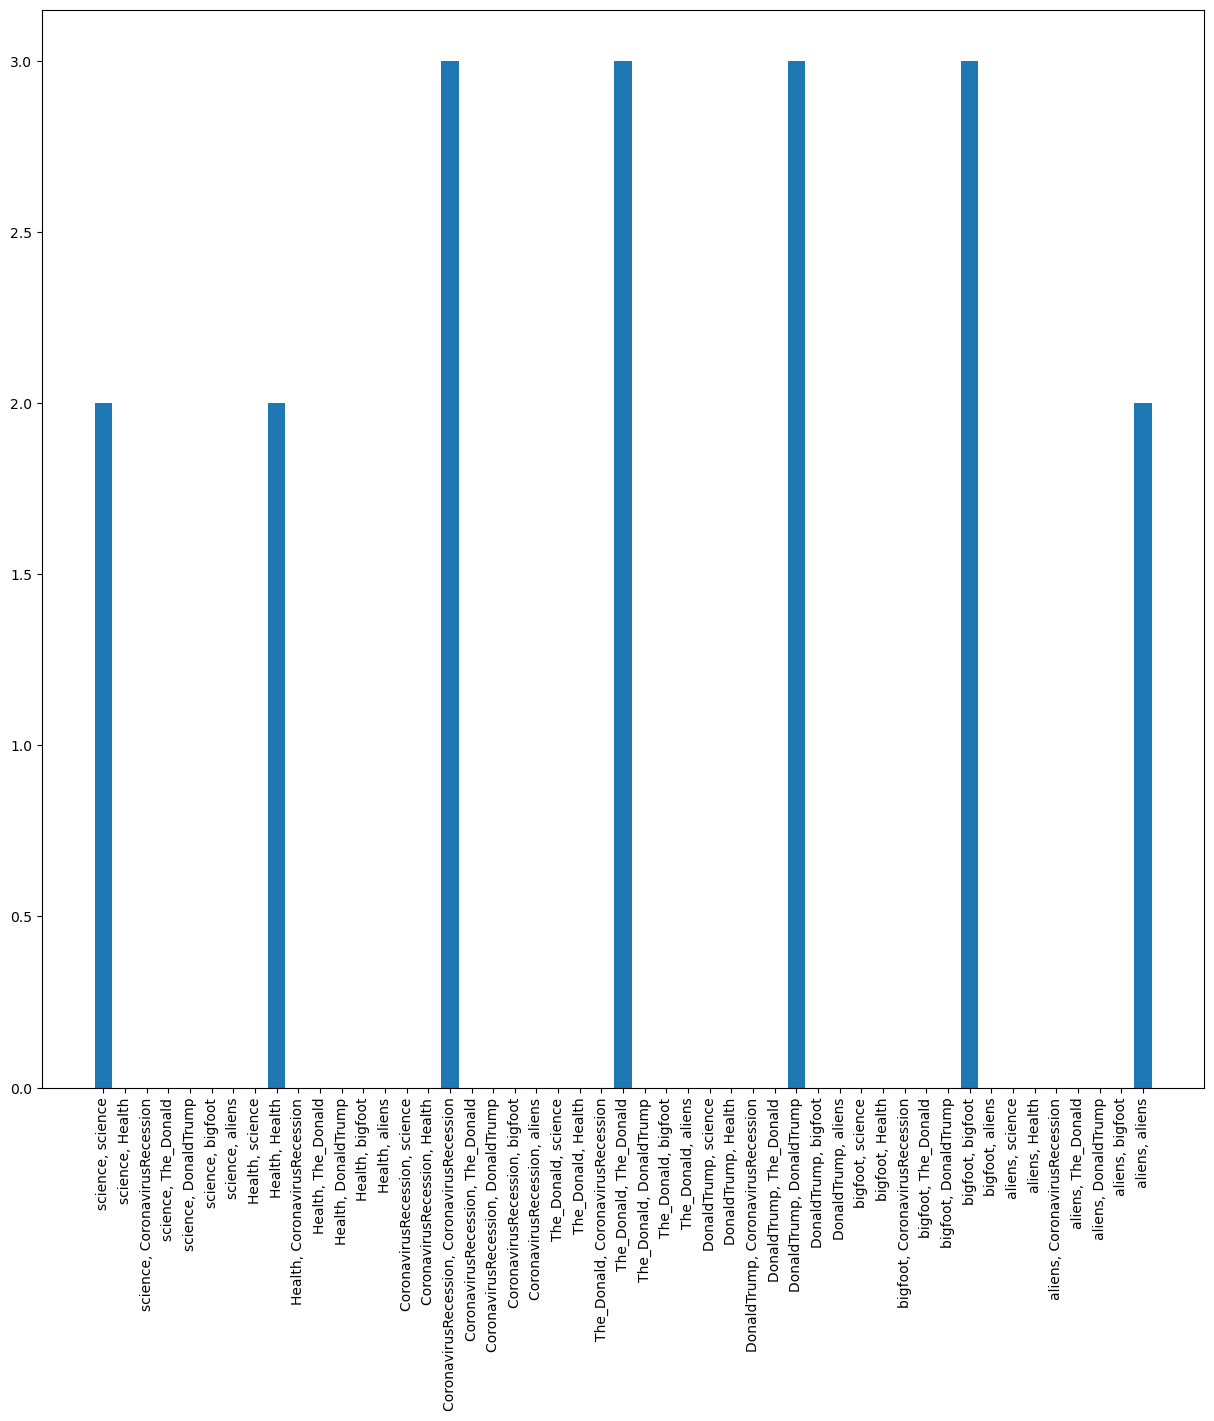 3.0
2.5
2.0
1.5
1.0
0.5
0.0
science, science
science, Health
science, CoronavirusRecession
science, The_Donald
science, DonaldTrump
science, bigfoot
science, aliens
Health, science
Health, Health
Health, CoronavirusRecession
Health, The_Donald
Health, DonaldTrump
Health, bigfoot
Health, aliens
CoronavirusRecession, science
CoronavirusRecession, Health
CoronavirusRecession, CoronavirusRecession
CoronavirusRecession, The_Donald
CoronavirusRecession, DonaldTrump
CoronavirusRecession, bigfoot
CoronavirusRecession, aliens
The_Donald, science
The_Donald, Health
The_Donald, CoronavirusRecession
The_Donald, The_Donald
The_Donald, DonaldTrump
The_Donald, bigfoot
The_Donald, aliens
DonaldTrump, science
DonaldTrump, Health
DonaldTrump, CoronavirusRecession
DonaldTrump, The_Donald
DonaldTrump, DonaldTrump
DonaldTrump, bigfoot
DonaldTrump, aliens
bigfoot, science
bigfoot, Health
bigfoot, CoronavirusRecession
bigfoot, The_Donald
bigfoot, DonaldTrump
bigfoot, bigfoot
bigfoot, aliens
aliens, science
aliens, Health
aliens, CoronavirusRecession
aliens, The_Donald
aliens, DonaldTrump
aliens, bigfoot
aliens, aliens